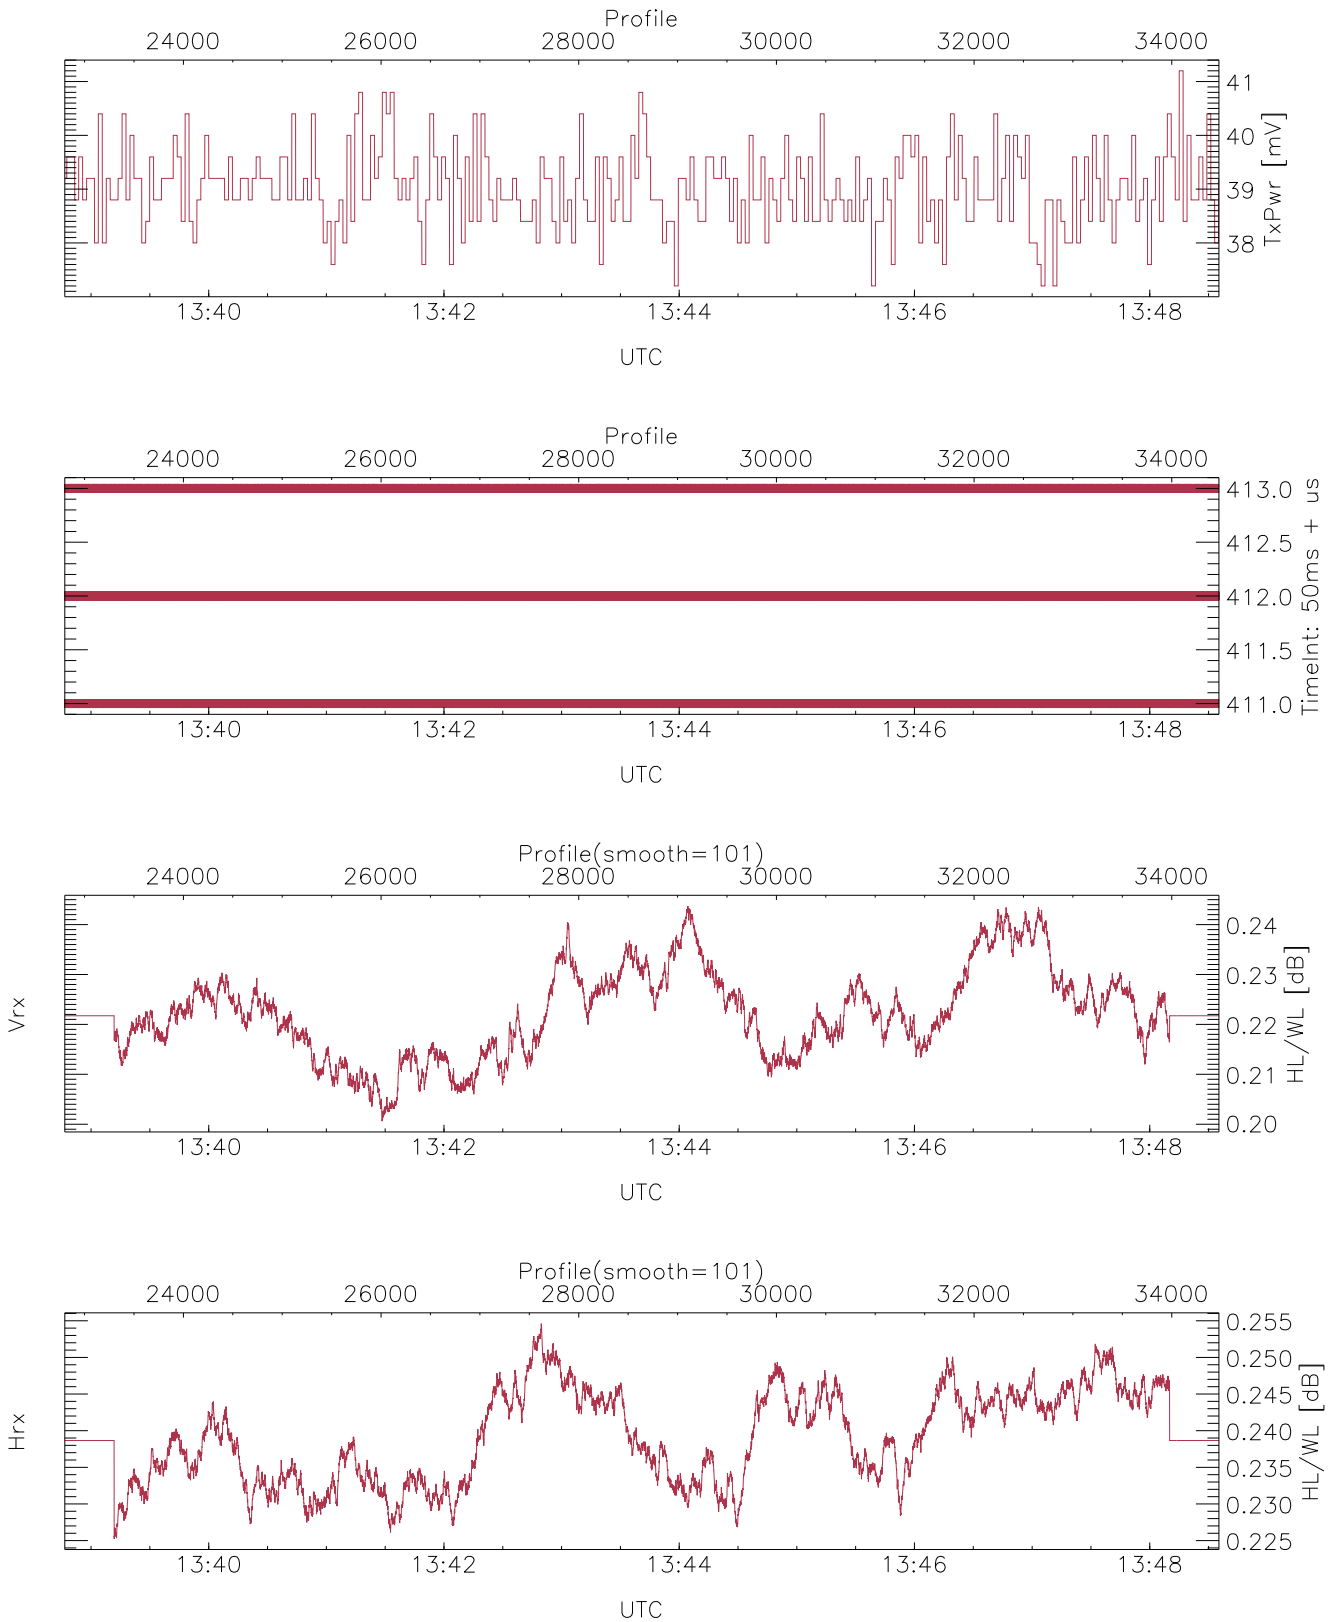 Profile
24000 26000 28000 30000 32000 34000
41
40
39
38
TxPwr [mV]
13:40 13:42 13:44 13:46 13:48
UTC
Profile
24000 26000 28000 30000 32000 34000
413.0
412.5
412.0
411.5
411.0
TimeInt: 50ms + us
13:40 13:42 13:44 13:46 13:48
UTC
Profile(smooth=101)
24000 26000 28000 30000 32000 34000
Vrx
0.24
0.23
0.22
0.21
0.20
HL/WL [dB]
13:40 13:42 13:44 13:46 13:48
UTC
Profile(smooth=101)
24000 26000 28000 30000 32000 34000
Hrx
0.255
0.250
0.245
0.240
0.235
0.230
0.225
HL/WL [dB]
13:40 13:42 13:44 13:46 13:48
UTC